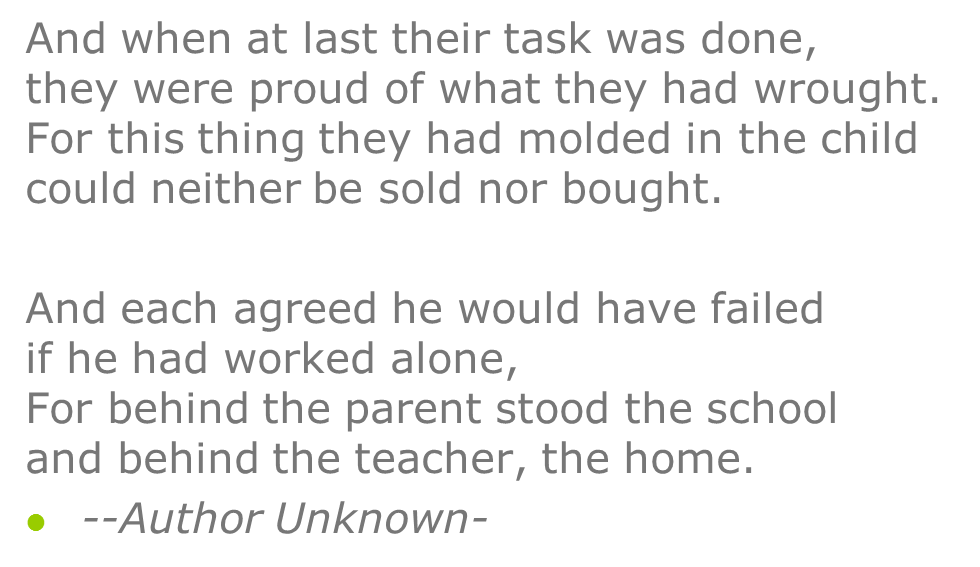 And when at last their task was done,
they were proud of what they had wrought.
For this thing they had molded in the child
could neither be sold nor bought.
And each agreed he would have failed
if he had worked alone,
For behind the parent stood the school
and behind the teacher, the home.
● --Author Unknown-